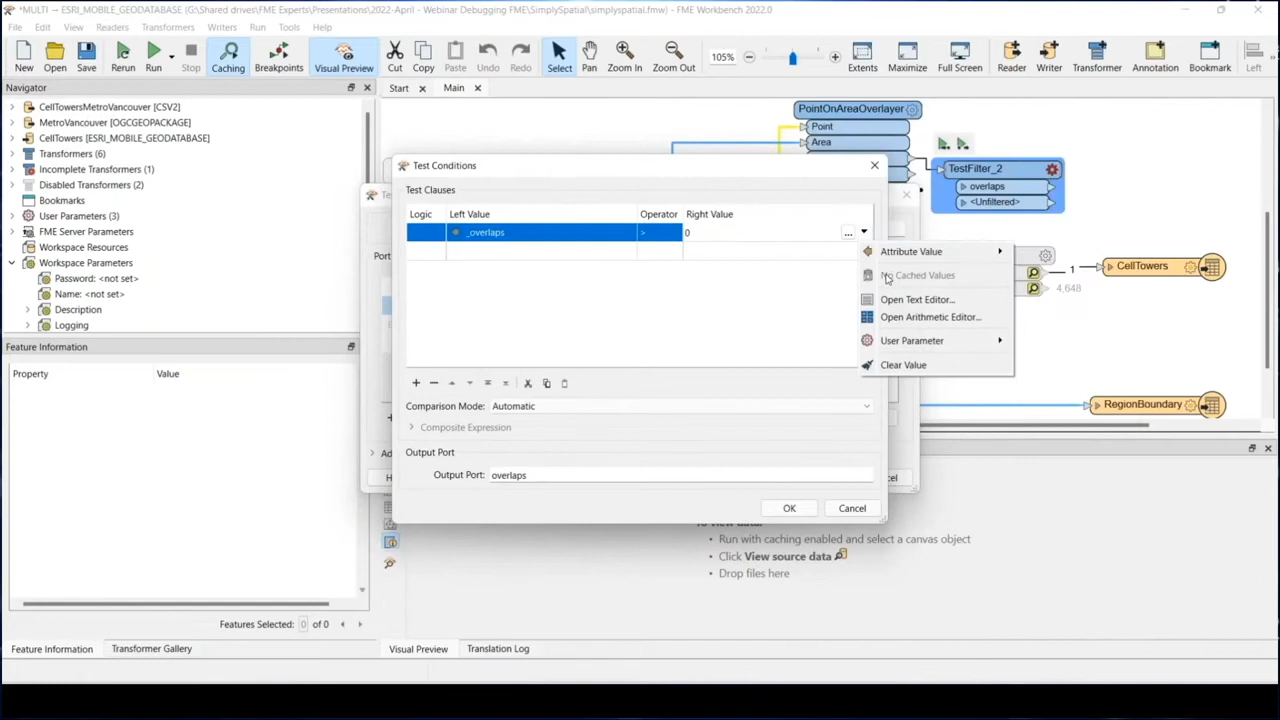 *MULTI → ESRI_MOBILE_GEODATABASE (G:\Shared drives\FME Experts\Presentations\2022-April - Webinar Debugging FME\SimplySpatial\simplyspatial.fmw) - FME Workbench 2022.0
File Edit View Readers Transformers Writers Run Tools Help
New Open Save Rerun Run Stop Caching Breakpoints Visual Preview Cut Copy Paste Undo Redo Select Pan Zoom In Zoom Out 105% Extents Maximize Full Screen Reader Writer Transformer Annotation Bookmark Left
Navigator
Start Main
CellTowersMetroVancouver [CSV2]
MetroVancouver [OGCGEOPACKAGE]
CellTowers [ESRI_MOBILE_GEODATABASE]
Transformers (6)
Incomplete Transformers (1)
Disabled Transformers (2)
Bookmarks
User Parameters (3)
FME Server Parameters
Workspace Resources
Workspace Parameters
Password: <not set>
Name: <not set>
Description
Logging
PointOnAreaOverlayer
Point
Area
TestFilter_2
overlaps
<Unfiltered>
1
CellTowers
4,648
RegionBoundary
Test Conditions
Test Clauses
Logic Left Value Operator Right Value
_overlaps > 0
...
Attribute Value
Cached Values
Open Text Editor...
Open Arithmetic Editor...
User Parameter
Clear Value
Comparison Mode: Automatic
Composite Expression
Output Port
Output Port: overlaps
OK Cancel
Port
Feature Information
Property Value
Run with caching enabled and select a canvas object
Click View source data
Drop files here
Features Selected: 0 of 0
Feature Information Transformer Gallery
Visual Preview Translation Log